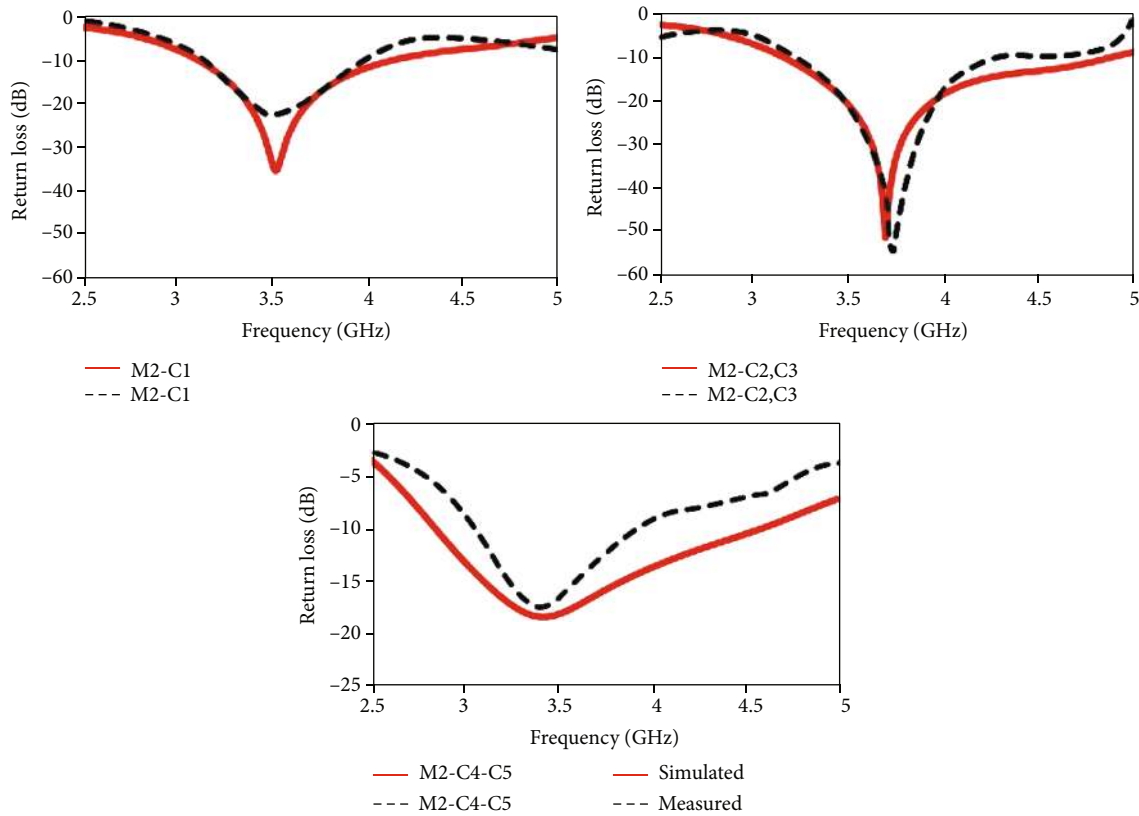 0
−10
−20
−30
−40
−50
−60
Return loss (dB)
2.5 3 3.5 4 4.5 5
Frequency (GHz)
M2-C1
M2-C1
0
−10
−20
−30
−40
−50
−60
Return loss (dB)
2.5 3 3.5 4 4.5 5
Frequency (GHz)
M2-C2,C3
M2-C2,C3
0
−5
−10
−15
−20
−25
Return loss (dB)
2.5 3 3.5 4 4.5 5
Frequency (GHz)
M2-C4-C5 Simulated
M2-C4-C5 Measured